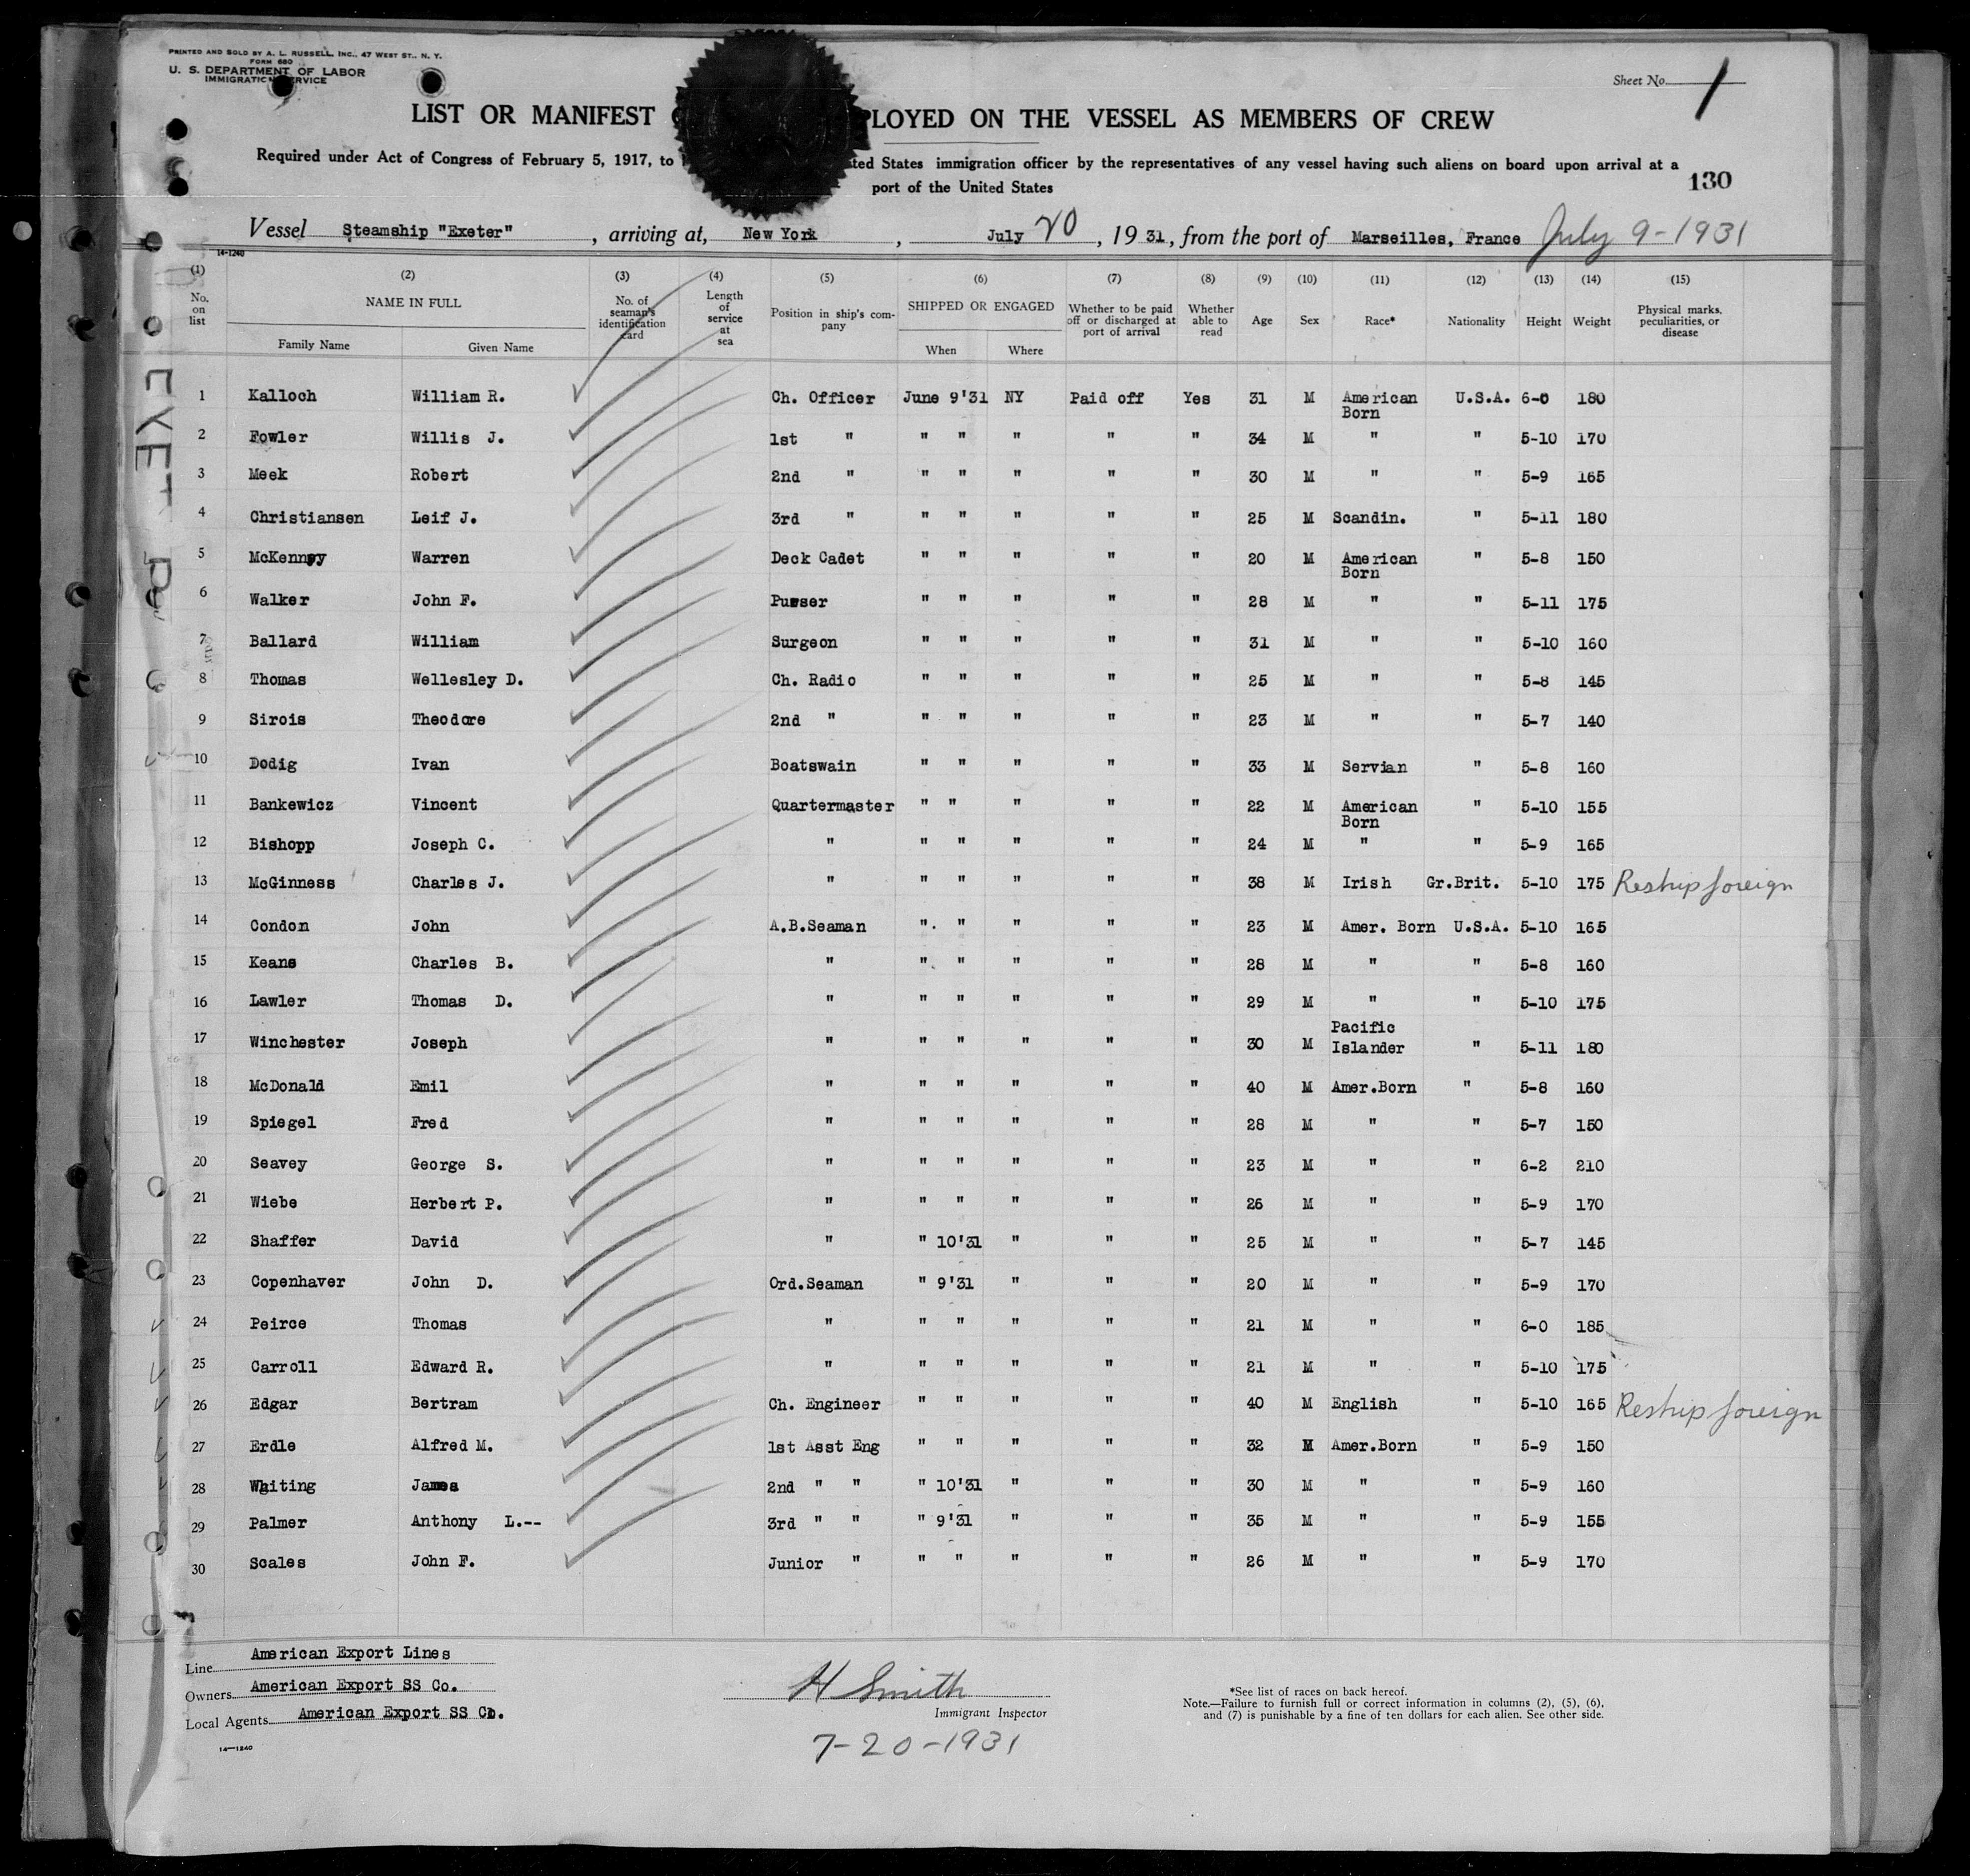 PRINTED AND SOLD BY A. L. RUSSELL, INC., 47 WEST ST., N. Y.
FORM 680
U. S. DEPARTMENT OF LABOR
IMMIGRATION SERVICE
Sheet No. 1
LIST OR MANIFEST PLOYED ON THE VESSEL AS MEMBERS OF CREW
Required under Act of Congress of February 5, 1917, to ted States immigration officer by the representatives of any vessel having such aliens on board upon arrival at a
port of the United States
130
Vessel Steamship "Exeter", arriving at, New York, July 20, 1931, from the port of Marseilles, France July 9-1931
14-1240
(1) (2) (3) (4) (5) (6) (7) (8) (9) (10) (11) (12) (13) (14) (15)
No. on list NAME IN FULL Family Name Given Name No. of seaman's identification card Length of service at sea Position in ship's company SHIPPED OR ENGAGED When Where Whether to be paid off or discharged at port of arrival Whether able to read Age Sex Race* Nationality Height Weight Physical marks, peculiarities, or disease
1 Kalloch William R. Ch. Officer June 9'31 NY Paid off Yes 31 M American Born U.S.A. 6-0 180
2 Fowler Willis J. 1st " " " " " " 34 M " " 5-10 170
3 Meek Robert 2nd " " " " " " 30 M " " 5-9 165
4 Christiansen Leif J. 3rd " " " " " " 25 M Scandin. " 5-11 180
5 McKenney Warren Deck Cadet " " " " " 20 M American Born " 5-8 150
6 Walker John F. Purser " " " " " 28 M " " 5-11 175
7 Ballard William Surgeon " " " " " 31 M " " 5-10 160
8 Thomas Wellesley D. Ch. Radio " " " " " 25 M " " 5-8 145
9 Sirois Theodore 2nd " " " " " " 23 M " " 5-7 140
10 Dodig Ivan Boatswain " " " " " 33 M Servian " 5-8 160
11 Bankewicz Vincent Quartermaster " " " " " 22 M American Born " 5-10 155
12 Bishopp Joseph C. " " " " " " 24 M " " 5-9 165
13 McGinness Charles J. " " " " " " 38 M Irish Gr.Brit. 5-10 175 Reship foreign
14 Condon John A.B.Seaman " " " " " 23 M Amer. Born U.S.A. 5-10 165
15 Keane Charles B. " " " " " " 28 M " " 5-8 160
16 Lawler Thomas D. " " " " " " 29 M " " 5-10 175
17 Winchester Joseph " " " " " " 30 M Pacific Islander " 5-11 180
18 McDonald Emil " " " " " " 40 M Amer.Born " 5-8 160
19 Spiegel Fred " " " " " " 28 M " " 5-7 150
20 Seavey George S. " " " " " " 23 M " " 6-2 210
21 Wiebe Herbert P. " " " " " " 26 M " " 5-9 170
22 Shaffer David " " 10'31 " " " 25 M " " 5-7 145
23 Copenhaver John D. Ord.Seaman " 9'31 " " " 20 M " " 5-9 170
24 Peirce Thomas " " " " " " 21 M " " 6-0 185
25 Carroll Edward R. " " " " " " 21 M " " 5-10 175
26 Edgar Bertram Ch. Engineer " " " " " 40 M English " 5-10 165 Reship foreign
27 Erdle Alfred M. 1st Asst Eng " " " " " 32 M Amer.Born " 5-9 150
28 Whiting James 2nd " " " 10'31 " " " 30 M " " 5-9 160
29 Palmer Anthony L.-- 3rd " " " 9'31 " " " 35 M " " 5-9 155
30 Scales John F. Junior " " " " " " 26 M " " 5-9 170
Line American Export Lines
Owners American Export SS Co.
Local Agents American Export SS Co.
14-1240
H Smith
Immigrant Inspector
7-20-1931
*See list of races on back hereof.
Note.—Failure to furnish full or correct information in columns (2), (5), (6),
and (7) is punishable by a fine of ten dollars for each alien. See other side.